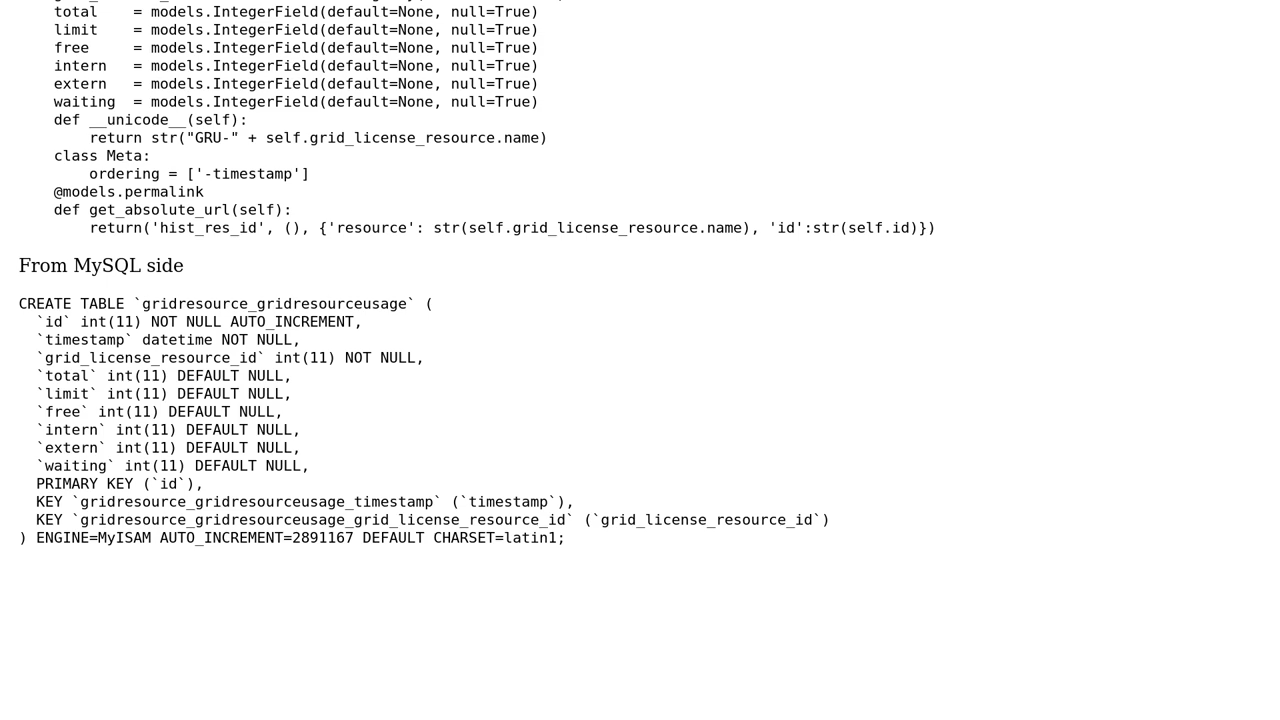 total    = models.IntegerField(default=None, null=True)
limit    = models.IntegerField(default=None, null=True)
free     = models.IntegerField(default=None, null=True)
intern   = models.IntegerField(default=None, null=True)
extern   = models.IntegerField(default=None, null=True)
waiting  = models.IntegerField(default=None, null=True)
def __unicode__(self):
    return str("GRU-" + self.grid_license_resource.name)
class Meta:
    ordering = ['-timestamp']
@models.permalink
def get_absolute_url(self):
    return('hist_res_id', (), {'resource': str(self.grid_license_resource.name), 'id':str(self.id)})
From MySQL side
CREATE TABLE `gridresource_gridresourceusage` (
  `id` int(11) NOT NULL AUTO_INCREMENT,
  `timestamp` datetime NOT NULL,
  `grid_license_resource_id` int(11) NOT NULL,
  `total` int(11) DEFAULT NULL,
  `limit` int(11) DEFAULT NULL,
  `free` int(11) DEFAULT NULL,
  `intern` int(11) DEFAULT NULL,
  `extern` int(11) DEFAULT NULL,
  `waiting` int(11) DEFAULT NULL,
  PRIMARY KEY (`id`),
  KEY `gridresource_gridresourceusage_timestamp` (`timestamp`),
  KEY `gridresource_gridresourceusage_grid_license_resource_id` (`grid_license_resource_id`)
) ENGINE=MyISAM AUTO_INCREMENT=2891167 DEFAULT CHARSET=latin1;